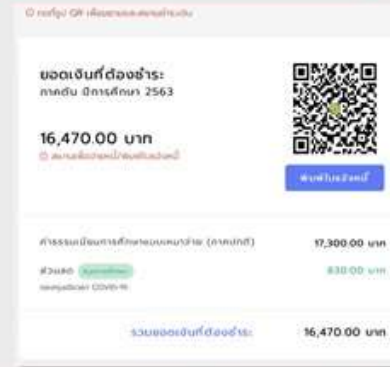 ยอดเงินที่ต้องชำระ
ภาคต้น ปีการศึกษา 2563
16,470.00 บาท
พิมพ์ใบแจ้งหนี้
ค่าธรรมเนียมการศึกษาแบบเหมาจ่าย (ภาคปกติ)
17,300.00 บาท
ส่วนลด
830.00 บาท
COVID-19
รวมยอดเงินที่ต้องชำระ:
16,470.00 บาท